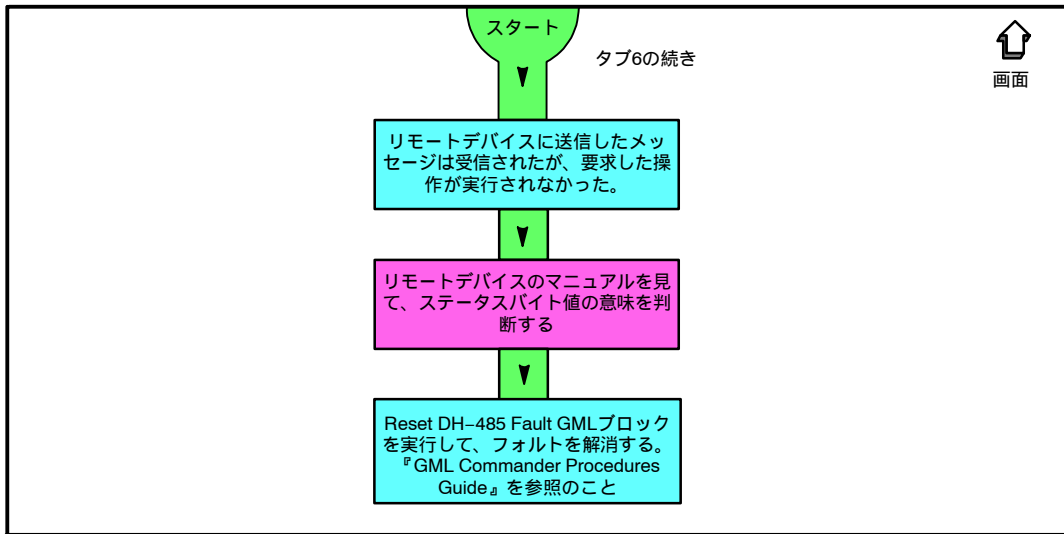 スタート
タブ6の続き
画面
リモートデバイスに送信したメッ
セージは受信されたが、要求した操
作が実行されなかった。
リモートデバイスのマニュアルを見
て、ステータスバイト値の意味を判
断する
Reset DH−485 Fault GMLブロック
を実行して、フォルトを解消する。
『GML Commander Procedures
Guide』を参照のこと